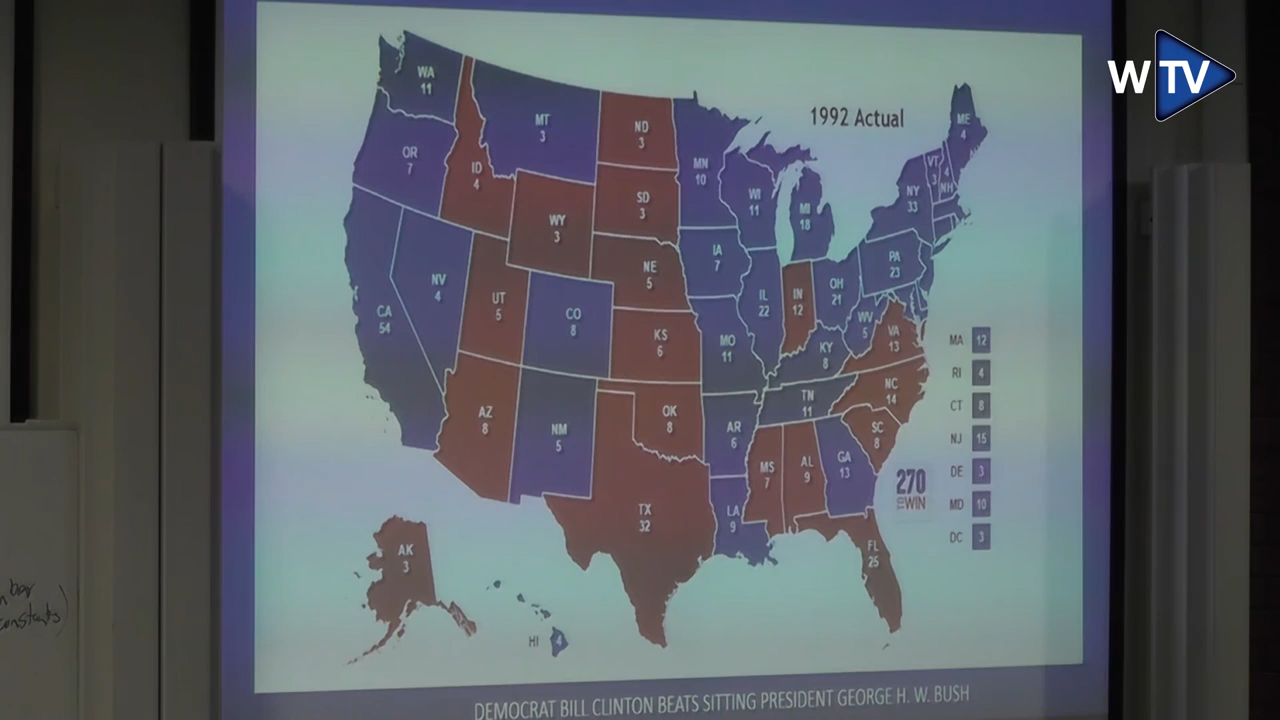 W TV
1992 Actual
WA
11
OR
7
CA
54
NV
4
ID
4
MT
3
WY
3
UT
5
AZ
8
CO
8
NM
5
ND
3
SD
3
NE
5
KS
6
OK
8
TX
32
MN
10
IA
7
MO
11
AR
6
LA
9
WI
11
IL
22
MI
18
IN
12
OH
21
KY
8
TN
11
MS
7
AL
9
GA
13
FL
25
SC
8
NC
14
VA
13
WV
5
PA
23
NY
33
VT
3
4
NH
ME
4
AK
3
HI 4
MA 12
RI 4
CT 8
NJ 15
DE 3
MD 10
DC 3
270
TO WIN
DEMOCRAT BILL CLINTON BEATS SITTING PRESIDENT GEORGE H. W. BUSH